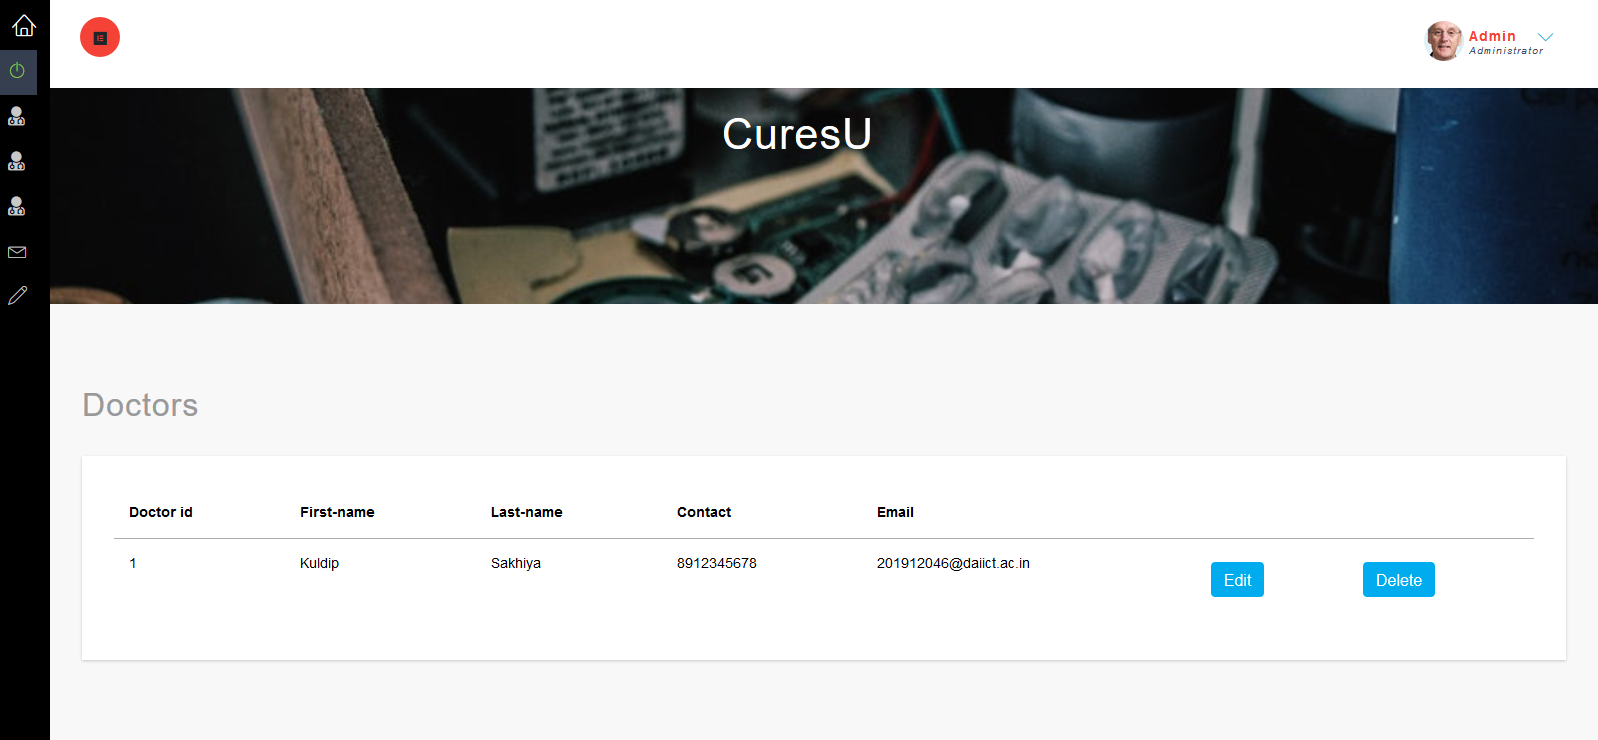 Admin
Administrator
CuresU
Doctors
Doctor id First-name Last-name Contact Email
1 Kuldip Sakhiya 8912345678 201912046@daiict.ac.in Edit Delete